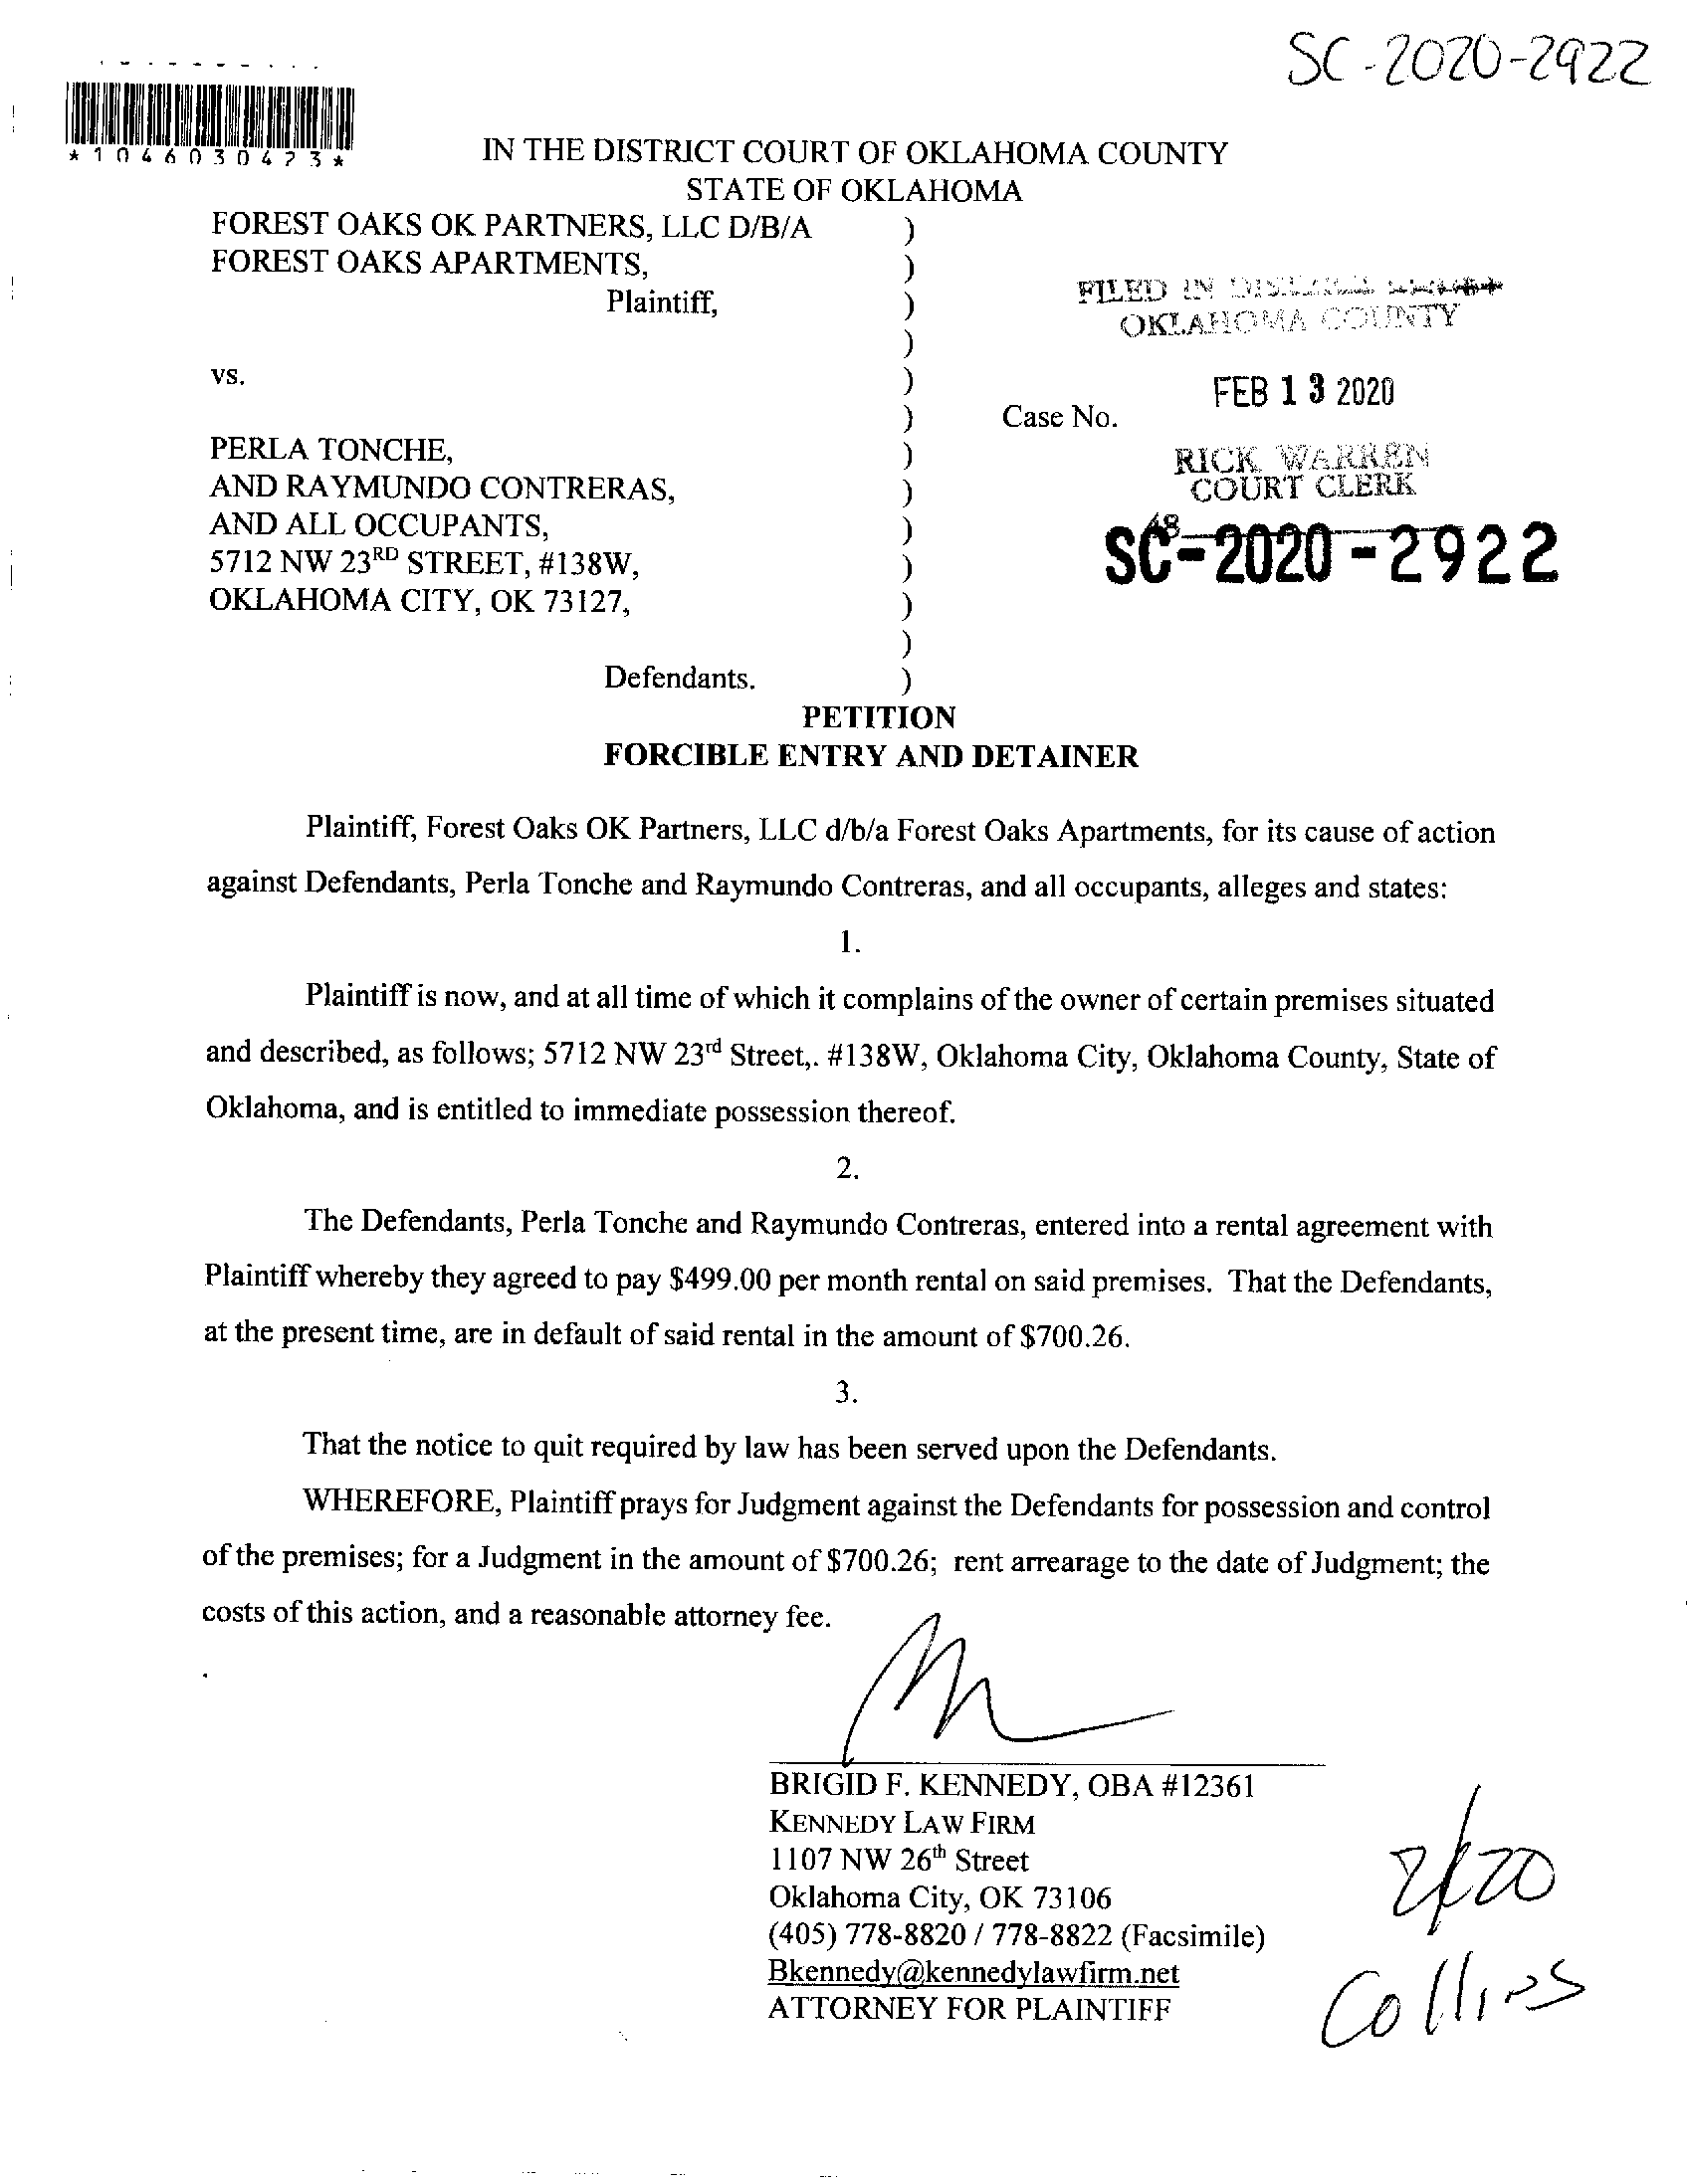 SC-2020-2922
*1046030423*
IN THE DISTRICT COURT OF OKLAHOMA COUNTY
STATE OF OKLAHOMA
FOREST OAKS OK PARTNERS, LLC D/B/A )
FOREST OAKS APARTMENTS, )
Plaintiff, )
)
vs. )
)
PERLA TONCHE, )
AND RAYMUNDO CONTRERAS, )
AND ALL OCCUPANTS, )
5712 NW 23RD STREET, #138W, )
OKLAHOMA CITY, OK 73127, )
)
Defendants. )
FILED IN
OKLAHOMA COUNTY
FEB 13 2020
Case No.
RICK WARREN
COURT CLERK
48
SC-2020-2922
PETITION
FORCIBLE ENTRY AND DETAINER
Plaintiff, Forest Oaks OK Partners, LLC d/b/a Forest Oaks Apartments, for its cause of action
against Defendants, Perla Tonche and Raymundo Contreras, and all occupants, alleges and states:
1.
Plaintiff is now, and at all time of which it complains of the owner of certain premises situated
and described, as follows; 5712 NW 23rd Street,. #138W, Oklahoma City, Oklahoma County, State of
Oklahoma, and is entitled to immediate possession thereof.
2.
The Defendants, Perla Tonche and Raymundo Contreras, entered into a rental agreement with
Plaintiff whereby they agreed to pay $499.00 per month rental on said premises. That the Defendants,
at the present time, are in default of said rental in the amount of $700.26.
3.
That the notice to quit required by law has been served upon the Defendants.
WHEREFORE, Plaintiff prays for Judgment against the Defendants for possession and control
of the premises; for a Judgment in the amount of $700.26; rent arrearage to the date of Judgment; the
costs of this action, and a reasonable attorney fee.
BRIGID F. KENNEDY, OBA #12361
KENNEDY LAW FIRM
1107 NW 26th Street
Oklahoma City, OK 73106
(405) 778-8820 / 778-8822 (Facsimile)
Bkennedy@kennedylawfirm.net
ATTORNEY FOR PLAINTIFF
2/20
Collins